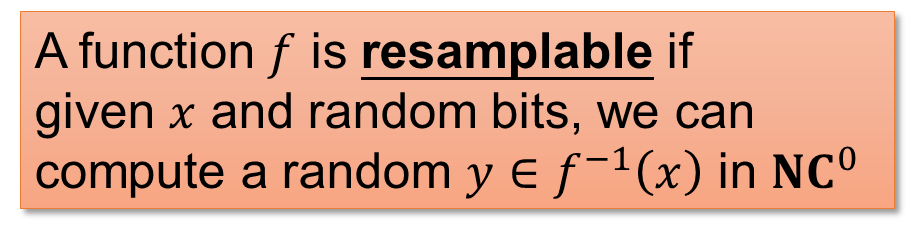 A function 𝑓 is resamplable if
given 𝑥 and random bits, we can
compute a random 𝑦 ∈ 𝑓⁻¹(𝑥) in 𝐍𝐂⁰